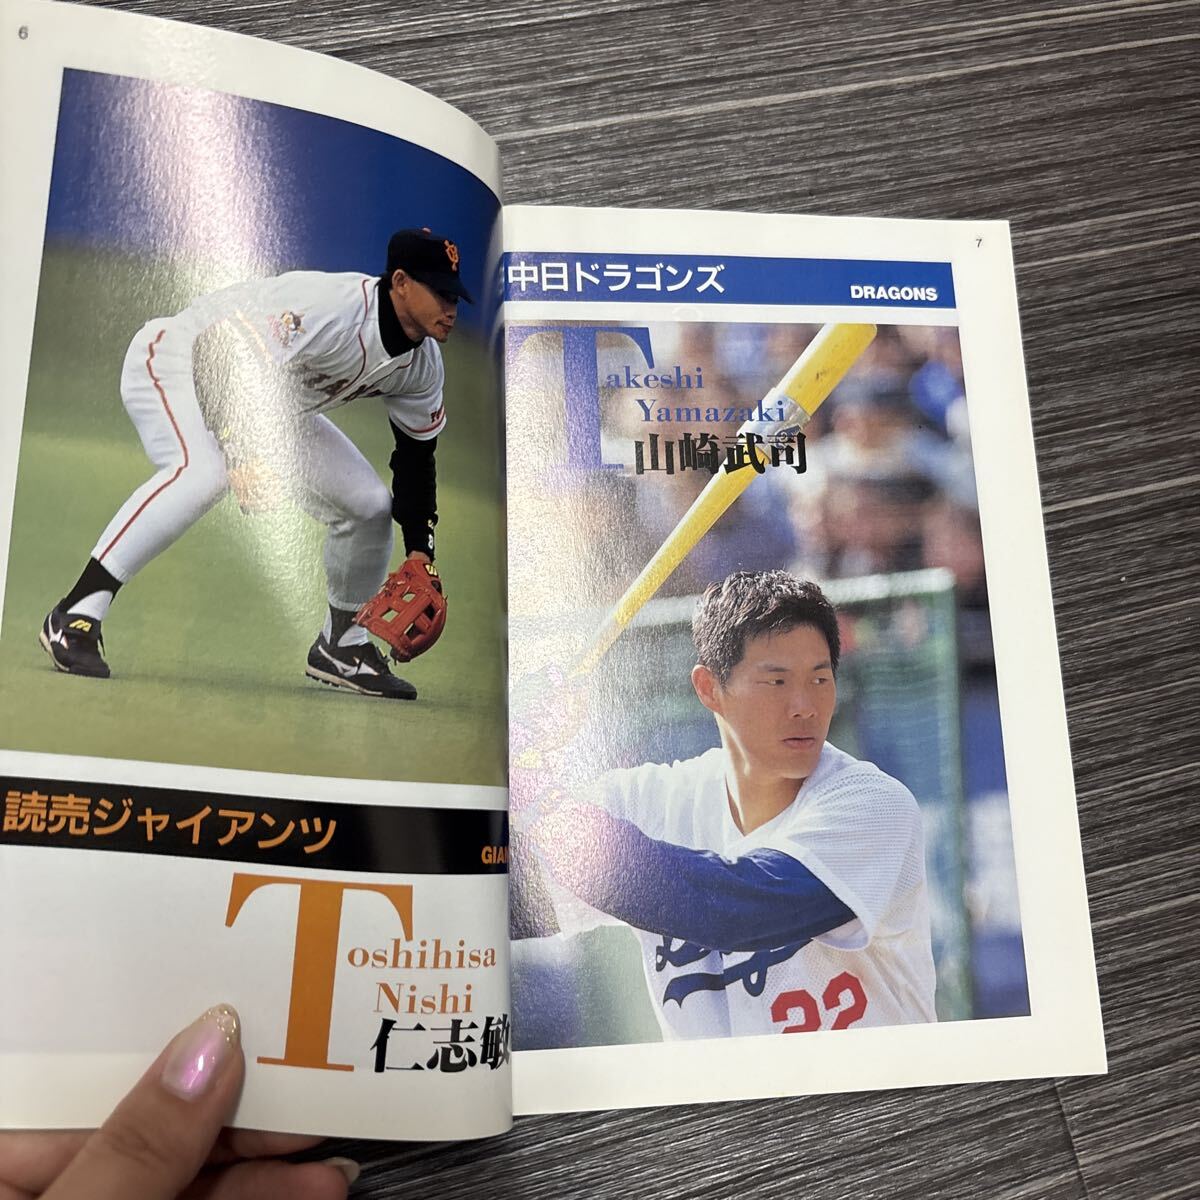 6
読売ジャイアンツ
GIAN
Toshihisa
Nishi
仁志敏
7
中日ドラゴンズ
DRAGONS
Takeshi
Yamazaki
山崎武司
22